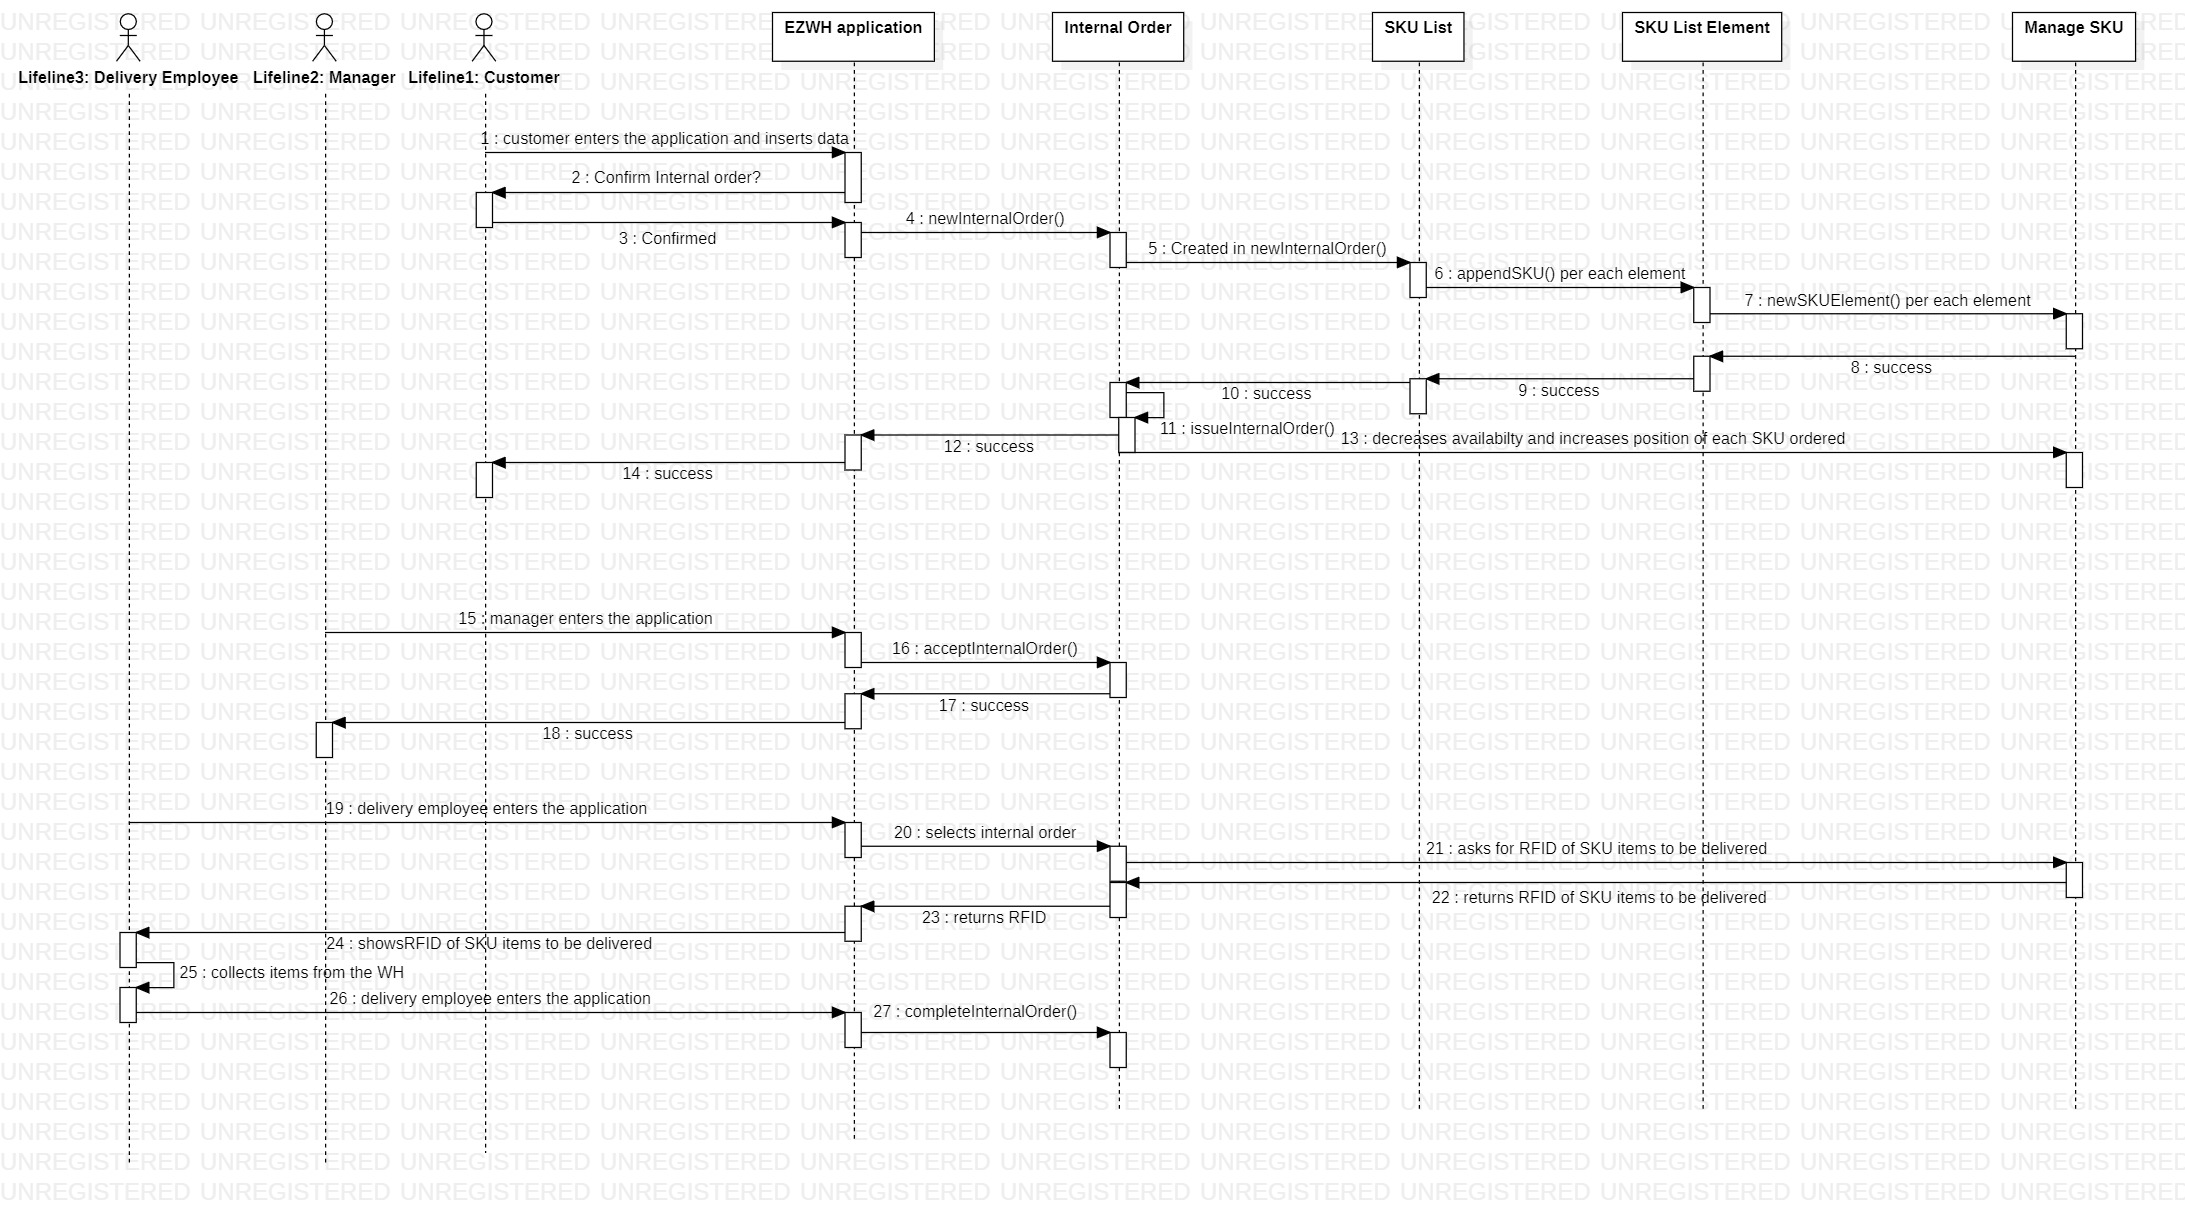 EZWH application
Internal Order
SKU List
SKU List Element
Manage SKU
Lifeline3: Delivery Employee
Lifeline2: Manager
Lifeline1: Customer
1 : customer enters the application and inserts data
2 : Confirm Internal order?
3 : Confirmed
4 : newInternalOrder()
5 : Created in newInternalOrder()
6 : appendSKU() per each element
7 : newSKUElement() per each element
8 : success
9 : success
10 : success
11 : issueInternalOrder()
12 : success
13 : decreases availabilty and increases position of each SKU ordered
14 : success
15 : manager enters the application
16 : acceptInternalOrder()
17 : success
18 : success
19 : delivery employee enters the application
20 : selects internal order
21 : asks for RFID of SKU items to be delivered
22 : returns RFID of SKU items to be delivered
23 : returns RFID
24 : showsRFID of SKU items to be delivered
25 : collects items from the WH
26 : delivery employee enters the application
27 : completeInternalOrder()
UNREGISTERED